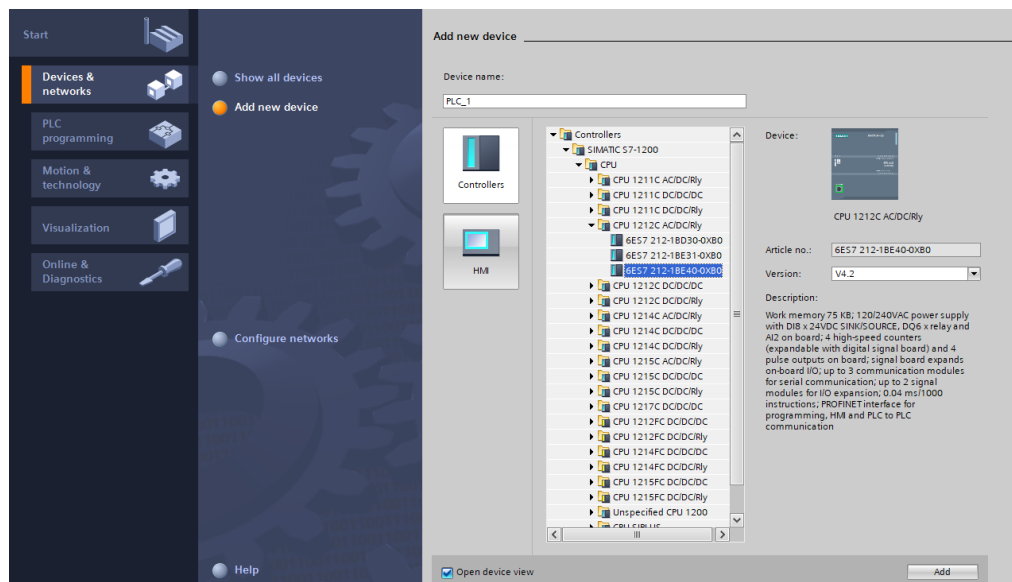 Start
Devices &
networks
PLC
programming
Motion &
technology
Visualization
Online &
Diagnostics
Show all devices
Add new device
Configure networks
Help
Add new device
Device name:
PLC_1
Controllers
HMI
Controllers
SIMATIC S7-1200
CPU
CPU 1211C AC/DC/Rly
CPU 1211C DC/DC/DC
CPU 1211C DC/DC/Rly
CPU 1212C AC/DC/Rly
6ES7 212-1BD30-0XB0
6ES7 212-1BE31-0XB0
6ES7 212-1BE40-0XB0
CPU 1212C DC/DC/DC
CPU 1212C DC/DC/Rly
CPU 1214C AC/DC/Rly
CPU 1214C DC/DC/DC
CPU 1214C DC/DC/Rly
CPU 1215C AC/DC/Rly
CPU 1215C DC/DC/DC
CPU 1215C DC/DC/Rly
CPU 1217C DC/DC/DC
CPU 1212FC DC/DC/DC
CPU 1212FC DC/DC/Rly
CPU 1214FC DC/DC/DC
CPU 1214FC DC/DC/Rly
CPU 1215FC DC/DC/DC
CPU 1215FC DC/DC/Rly
Unspecified CPU 1200
CPU SIPLUS
Device:
CPU 1212C AC/DC/Rly
Article no.:
6ES7 212-1BE40-0XB0
Version:
V4.2
Description:
Work memory 75 KB; 120/240VAC power supply
with DI8 x 24VDC SINK/SOURCE, DQ6 x relay and
AI2 on board; 4 high-speed counters
(expandable with digital signal board) and 4
pulse outputs on board; signal board expands
on-board I/O; up to 3 communication modules
for serial communication; up to 2 signal
modules for I/O expansion; 0.04 ms/1000
instructions; PROFINET interface for
programming, HMI and PLC to PLC
communication
Open device view
Add